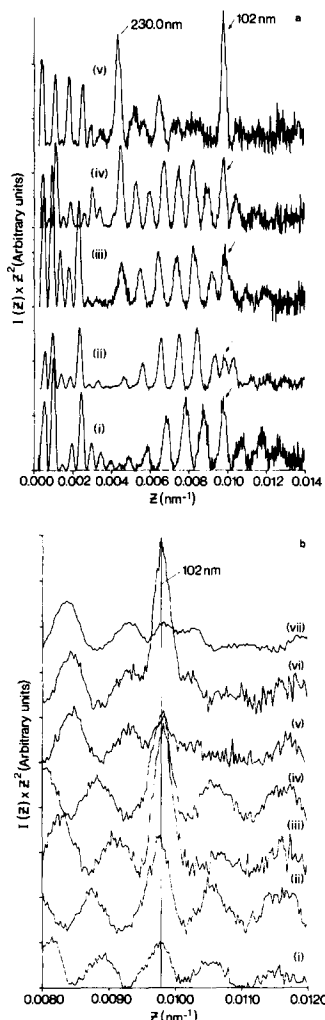 a
230.0nm
102nm
(v)
(iv)
(iii)
(ii)
(i)
I (Z) x Z² (Arbitrary units)
0.000 0.002 0.004 0.006 0.008 0.010 0.012 0.014
Z (nm⁻¹)
b
102nm
(vii)
(vi)
(v)
(iv)
(iii)
(ii)
(i)
I (Z) x Z² (Arbitrary units)
0.0080 0.0090 0.0100 0.0110 0.0120
Z (nm⁻¹)